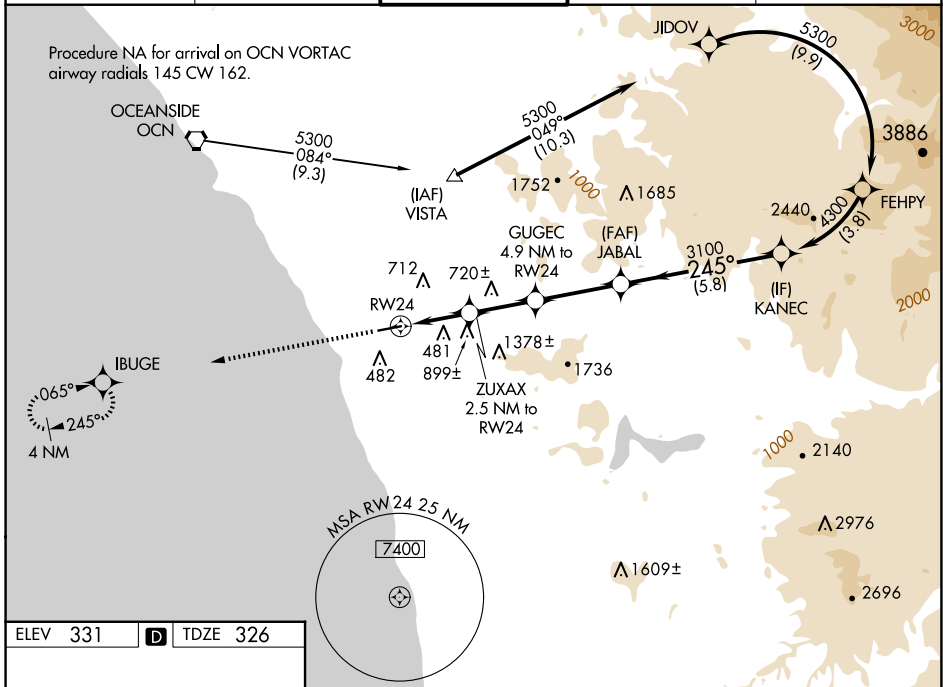 Procedure NA for arrival on OCN VORTAC
airway radials 145 CW 162.
JIDOV
5300
(9.9)
3000
OCEANSIDE
OCN
5300
084°
(9.3)
5300
049°
(10.3)
3886
(IAF)
VISTA
1752
1000
1685
2440
4300
(3.8)
FEHPY
GUGEC
4.9 NM to
RW24
(FAF)
JABAL
3100
245°
(5.8)
(IF)
KANEC
2000
712
720±
RW24
481
899±
1378±
1736
482
ZUXAX
2.5 NM to
RW24
IBUGE
065°
245°
4 NM
1000
2140
2976
MSA RW24 25 NM
7400
1609±
2696
ELEV 331 D TDZE 326